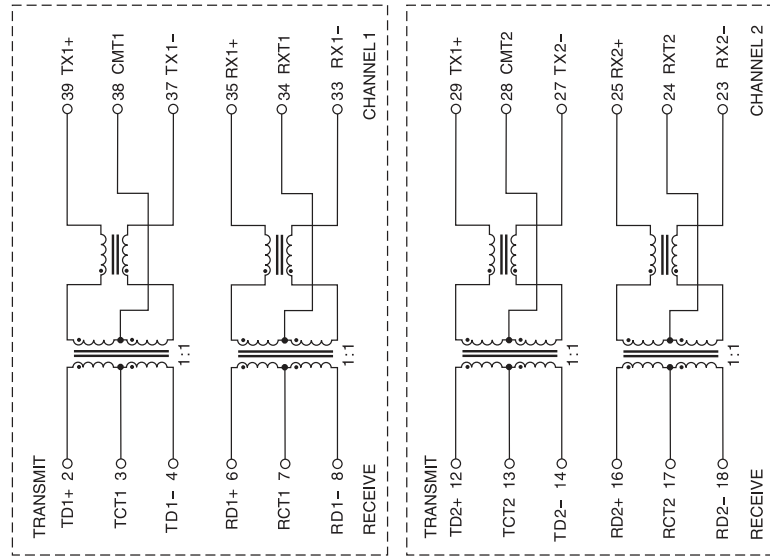 TRANSMIT
TD1+ 2
TCT1 3
TD1− 4
1:1
39 TX1+
38 CMT1
37 TX1−
RD1+ 6
RCT1 7
RD1− 8
1:1
35 RX1+
34 RXT1
33 RX1−
RECEIVE
CHANNEL 1
TRANSMIT
TD2+ 12
TCT2 13
TD2− 14
1:1
29 TX1+
28 CMT2
27 TX2−
RD2+ 16
RCT2 17
RD2− 18
1:1
25 RX2+
24 RXT2
23 RX2−
RECEIVE
CHANNEL 2